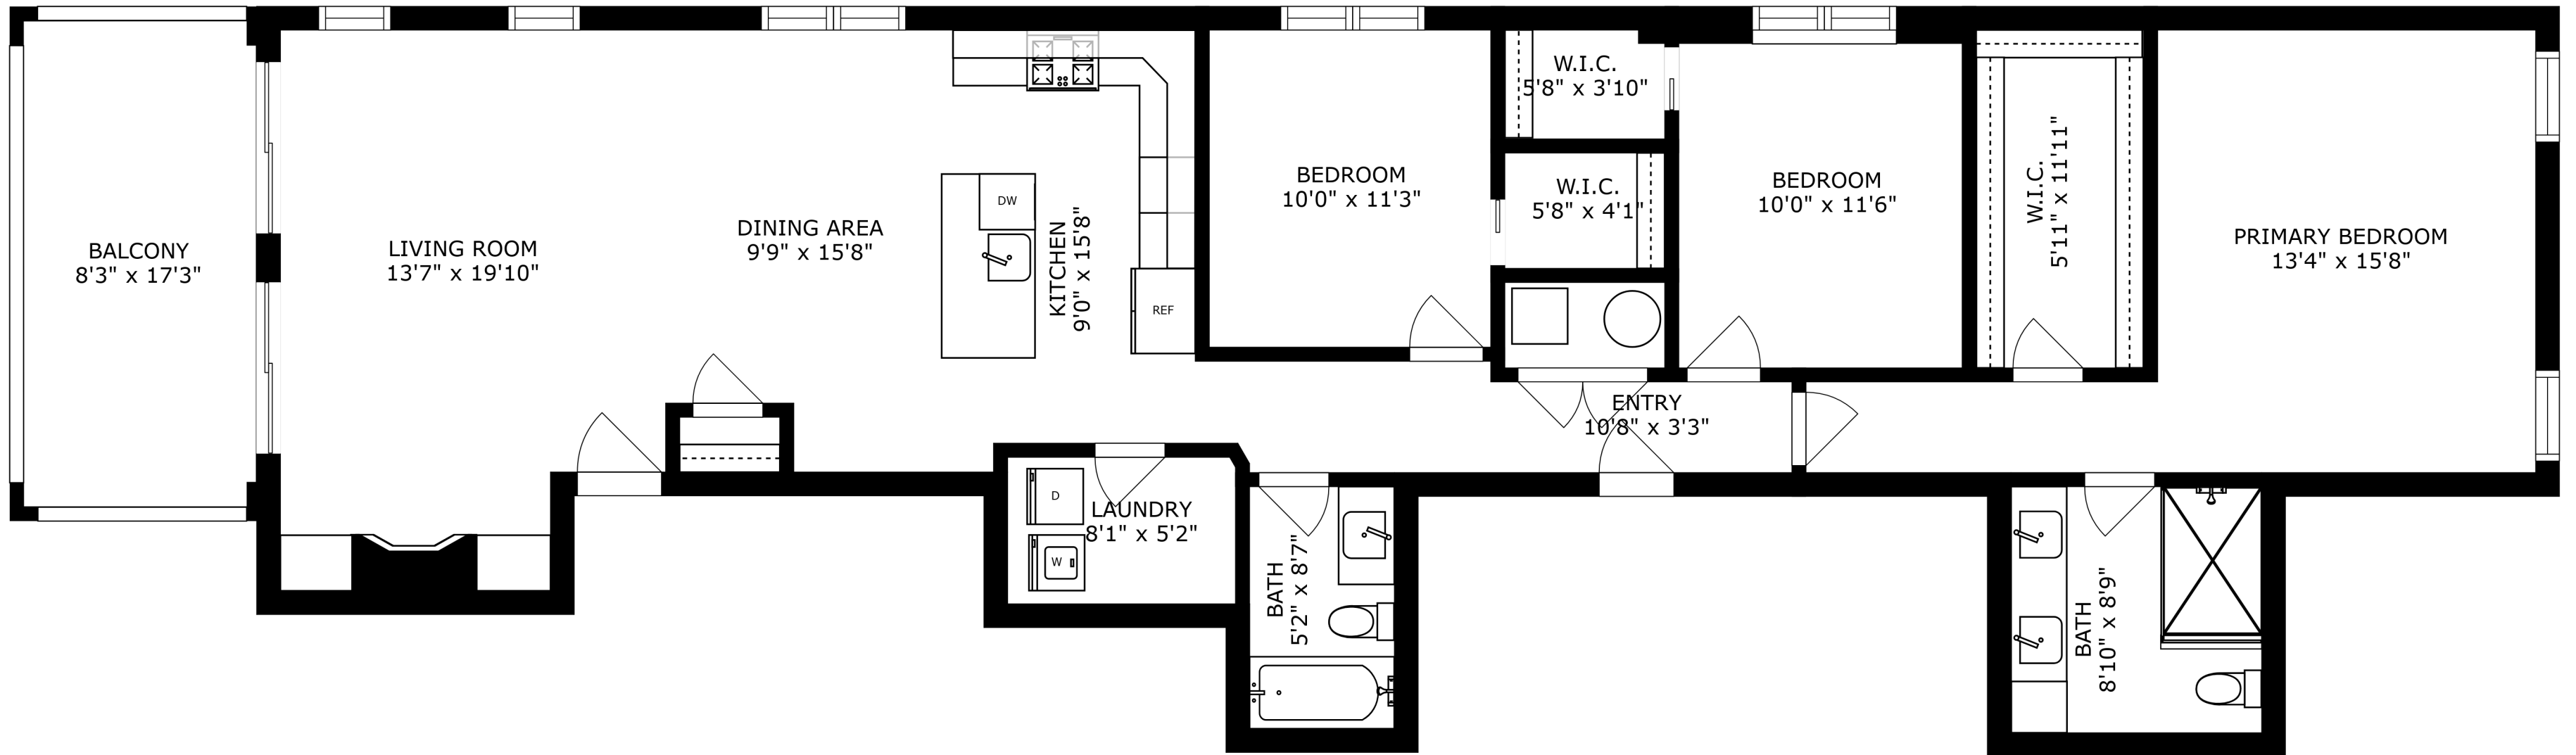 BALCONY
8'3" x 17'3"
LIVING ROOM
13'7" x 19'10"
DINING AREA
9'9" x 15'8"
DW
KITCHEN
9'0" x 15'8"
REF
BEDROOM
10'0" x 11'3"
W.I.C.
5'8" x 3'10"
W.I.C.
5'8" x 4'1"
BEDROOM
10'0" x 11'6"
W.I.C.
5'11" x 11'11"
PRIMARY BEDROOM
13'4" x 15'8"
ENTRY
10'8" x 3'3"
D
W
LAUNDRY
8'1" x 5'2"
BATH
5'2" x 8'7"
BATH
8'10" x 8'9"